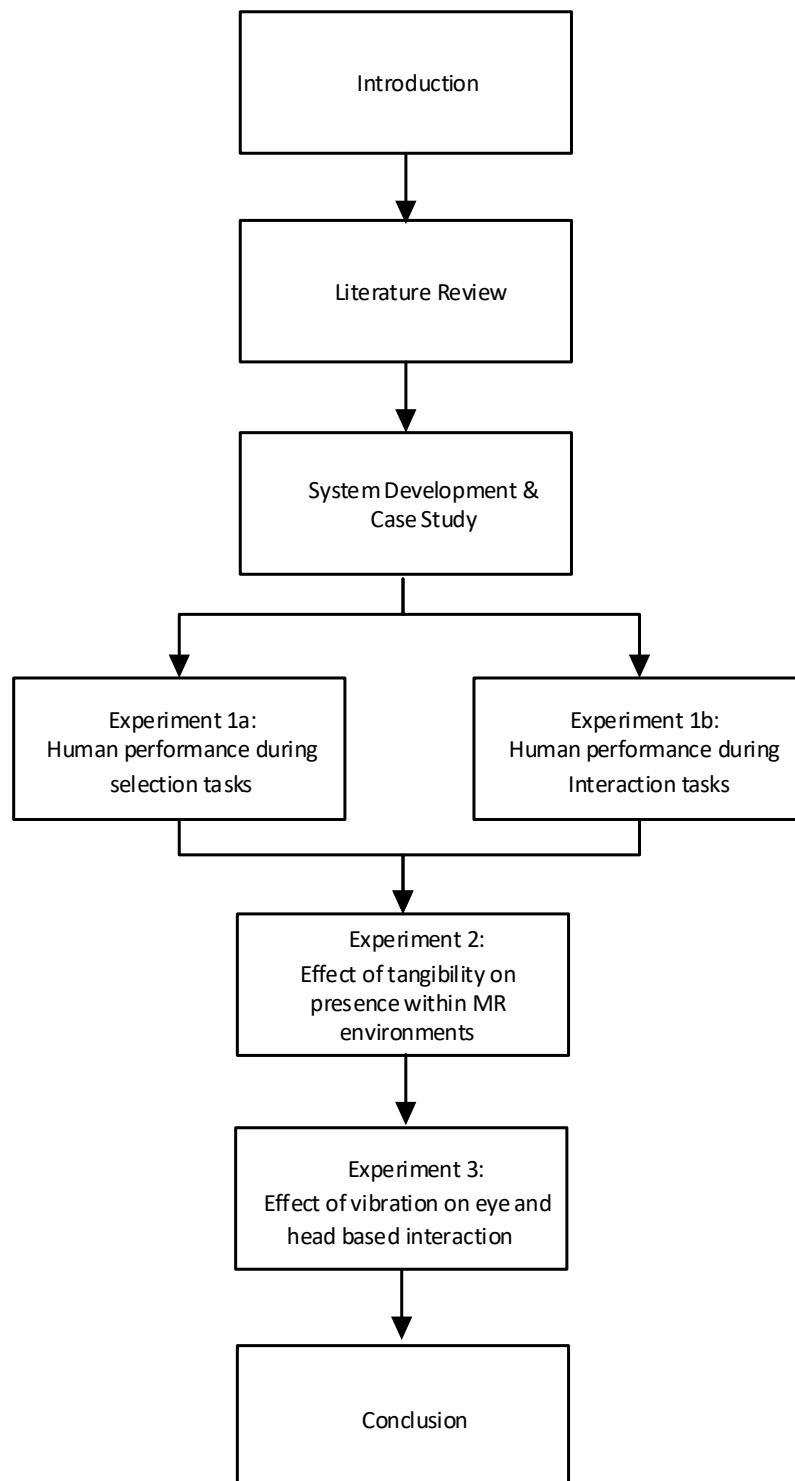 Introduction
Literature Review
System Development &
Case Study
Experiment 1a:
Human performance during
selection tasks
Experiment 1b:
Human performance during
Interaction tasks
Experiment 2:
Effect of tangibility on
presence within MR
environments
Experiment 3:
Effect of vibration on eye and
head based interaction
Conclusion